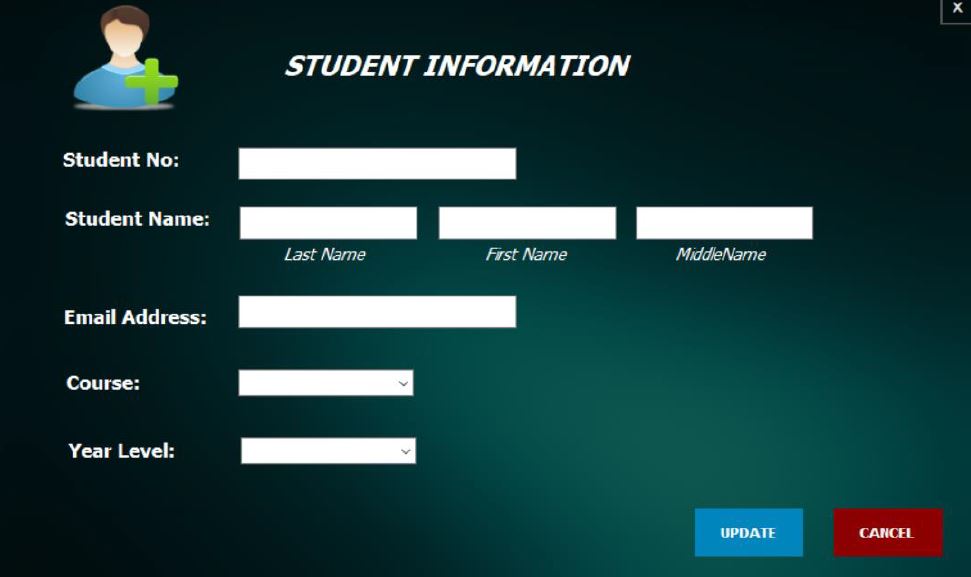 X
STUDENT INFORMATION
Student No:
Student Name:
Last Name First Name MiddleName
Email Address:
Course:
Year Level:
UPDATE CANCEL